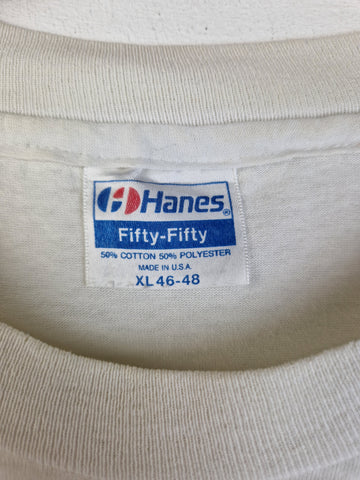 Hanes®
Fifty-Fifty
50% COTTON 50% POLYESTER
MADE IN U.S.A.
XL 46-48